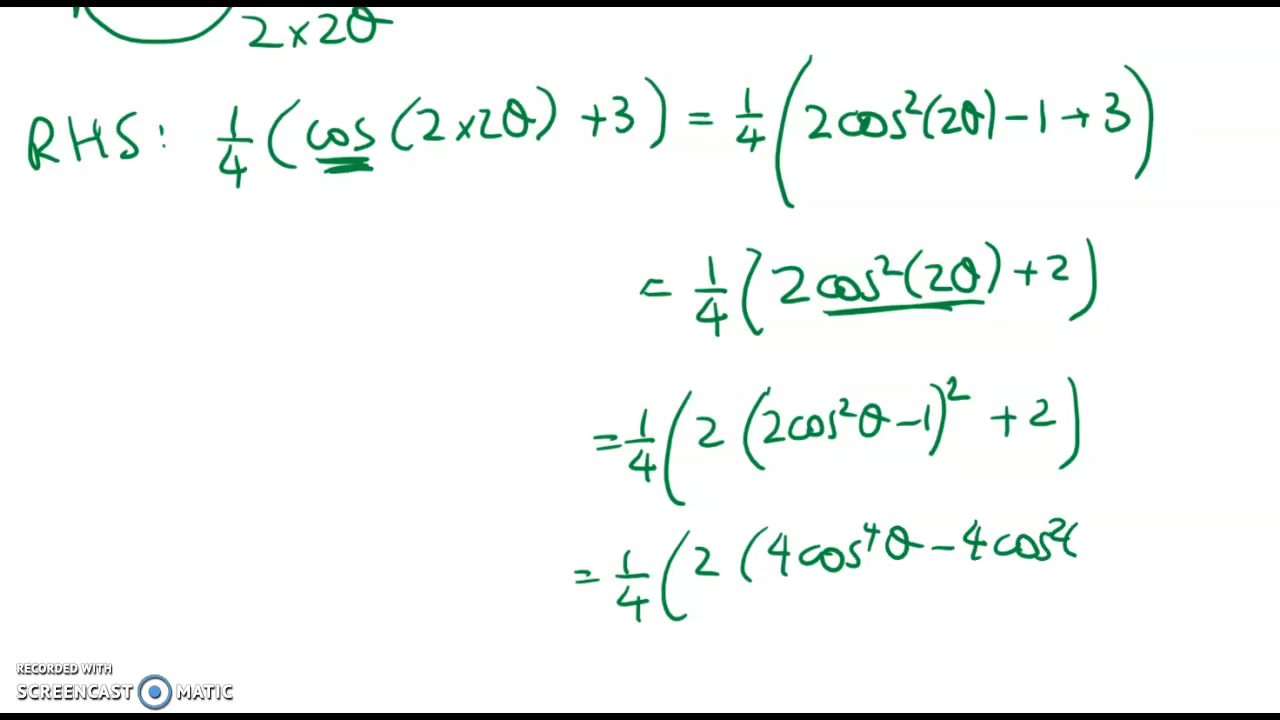 2×2θ
RHS: 1/4 (cos(2×2θ) +3) = 1/4 (2cos²(2θ) −1 +3)
= 1/4 (2cos²(2θ) +2)
= 1/4 (2 (2cos²θ −1)² +2)
= 1/4 (2 (4cos⁴θ − 4cos²
RECORDED WITH
SCREENCAST MATIC